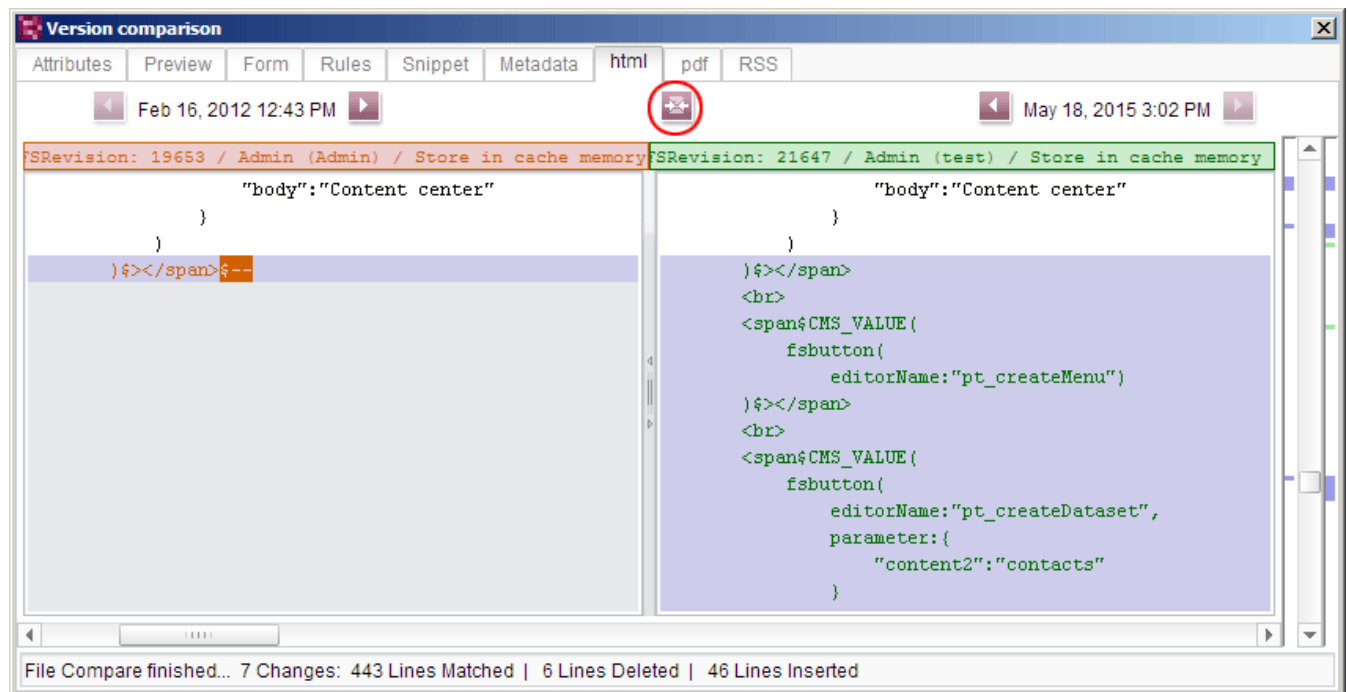 Version comparison
Attributes Preview Form Rules Snippet Metadata html pdf RSS
Feb 16, 2012 12:43 PM May 18, 2015 3:02 PM
FSRevision: 19653 / Admin (Admin) / Store in cache memory
"body":"Content center"
}
)
)$></span>$--
FSRevision: 21647 / Admin (test) / Store in cache memory
"body":"Content center"
}
)
)$></span>
<br>
<span$CMS_VALUE(
fsbutton(
editorName:"pt_createMenu")
)$></span>
<br>
<span$CMS_VALUE(
fsbutton(
editorName:"pt_createDataset",
parameter:{
"content2":"contacts"
}
File Compare finished... 7 Changes: 443 Lines Matched | 6 Lines Deleted | 46 Lines Inserted